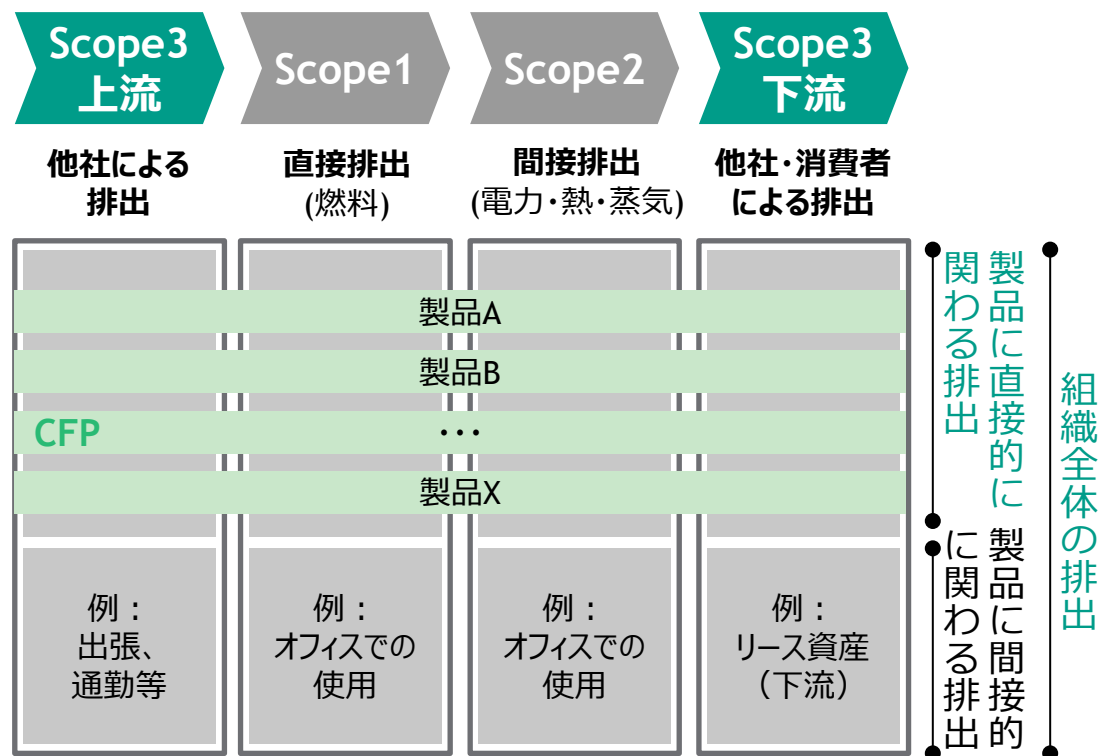 Scope3
上流
Scope1
Scope2
Scope3
下流
他社による
排出
直接排出
(燃料)
間接排出
(電力・熱・蒸気)
他社・消費者
による排出
製品A
製品B
CFP
・・・
製品X
例：
出張、
通勤等
例：
オフィスでの
使用
例：
オフィスでの
使用
例：
リース資産
（下流）
製品に直接的に
関わる排出
製品に間接的
に関わる排出
組織全体の排出